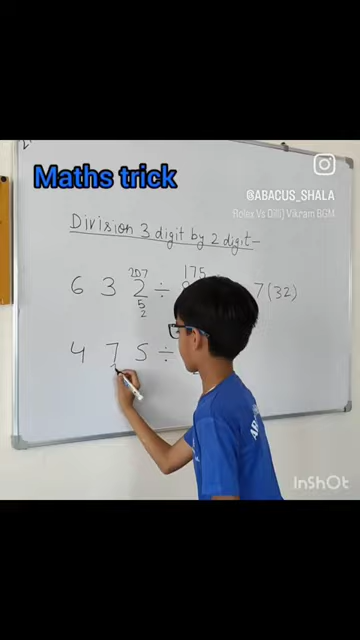 Maths trick
@ABACUS_SHALA
Roles Vs Dilli | Vikram BGM
Division 3 digit by 2 digit-
207 175
6 3 2 ÷ 7 (32)
5
2
4 7 5 ÷
InShOt